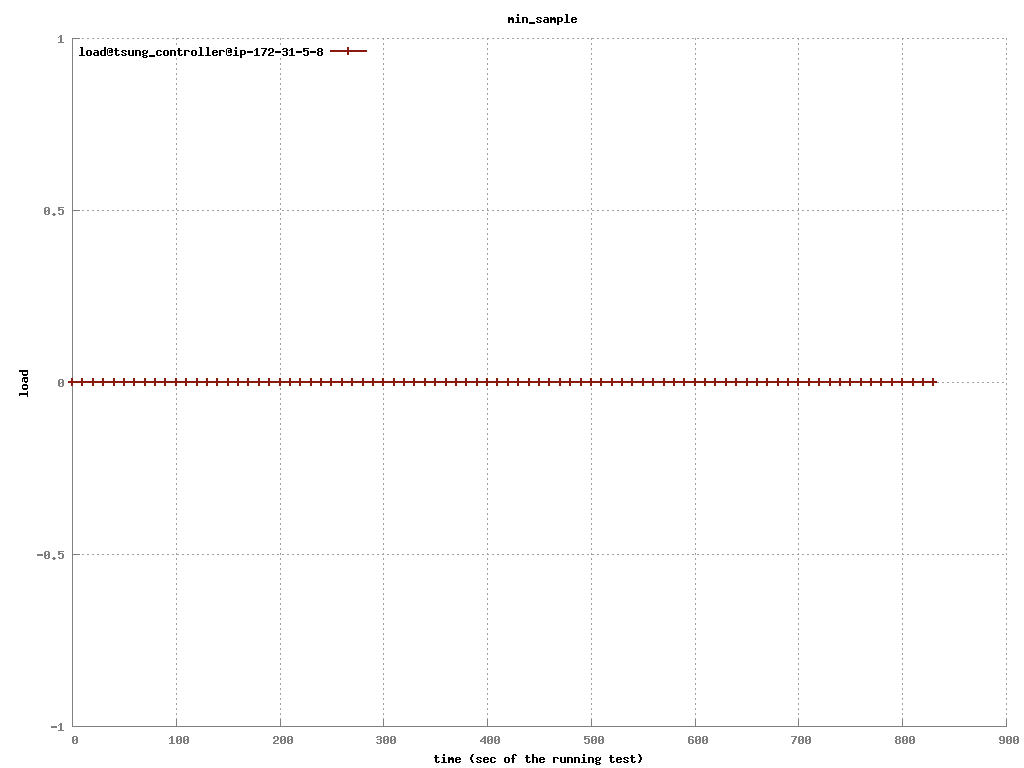 min_sample
load@tsung_controller@ip-172-31-5-8
1
0.5
0
-0.5
-1
load
0 100 200 300 400 500 600 700 800 900
time (sec of the running test)